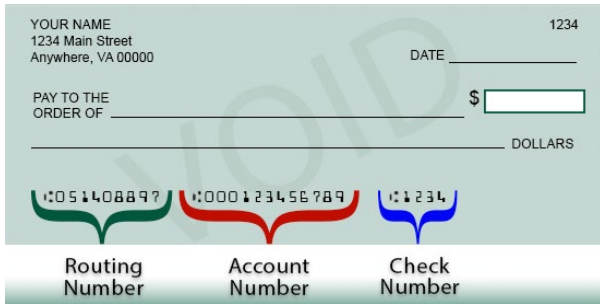 YOUR NAME 1234
1234 Main Street
Anywhere, VA 00000 DATE
PAY TO THE
ORDER OF $
DOLLARS
VOID
⑆051408897⑆ ⑆000123456789⑆ ⑆1234⑆
Routing Number
Account Number
Check Number